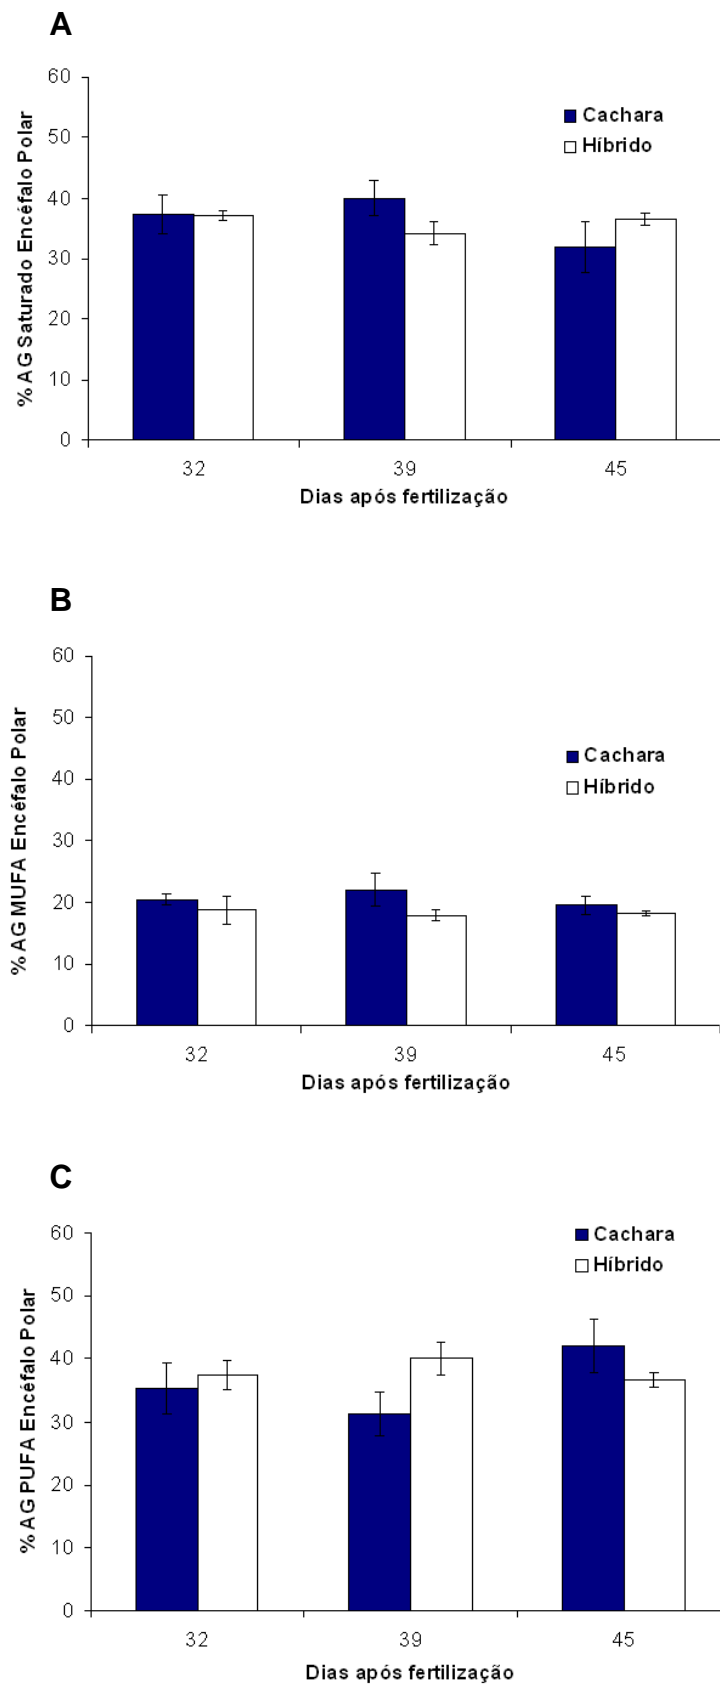 A
% AG Saturado Encéfalo Polar
60
50
40
30
20
10
0
Cachara
Híbrido
32 39 45
Dias após fertilização
B
% AG MUFA Encéfalo Polar
60
50
40
30
20
10
0
Cachara
Híbrido
32 39 45
Dias após fertilização
C
% AG PUFA Encéfalo Polar
60
50
40
30
20
10
0
Cachara
Híbrido
32 39 45
Dias após fertilização